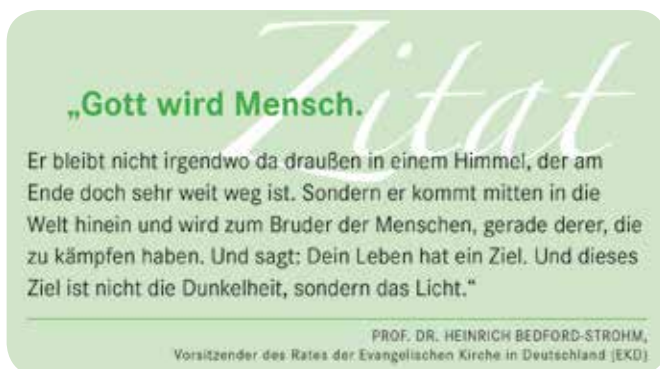 Zitat
„Gott wird Mensch.
Er bleibt nicht irgendwo da draußen in einem Himmel, der am
Ende doch sehr weit weg ist. Sondern er kommt mitten in die
Welt hinein und wird zum Bruder der Menschen, gerade derer, die
zu kämpfen haben. Und sagt: Dein Leben hat ein Ziel. Und dieses
Ziel ist nicht die Dunkelheit, sondern das Licht.“
PROF. DR. HEINRICH BEDFORD-STROHM,
Vorsitzender des Rates der Evangelischen Kirche in Deutschland (EKD)